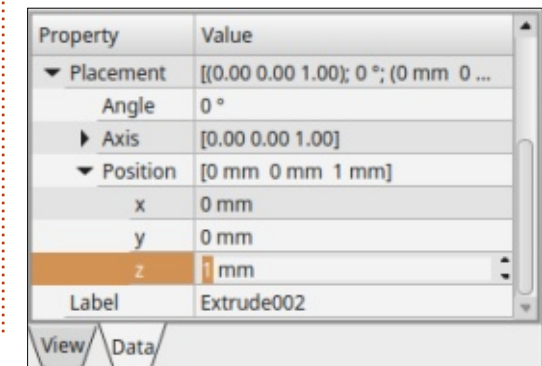 Property Value
Placement [(0.00 0.00 1.00); 0 °; (0 mm 0 ...
Angle 0 °
Axis [0.00 0.00 1.00]
Position [0 mm 0 mm 1 mm]
x 0 mm
y 0 mm
z 1 mm
Label Extrude002
View Data